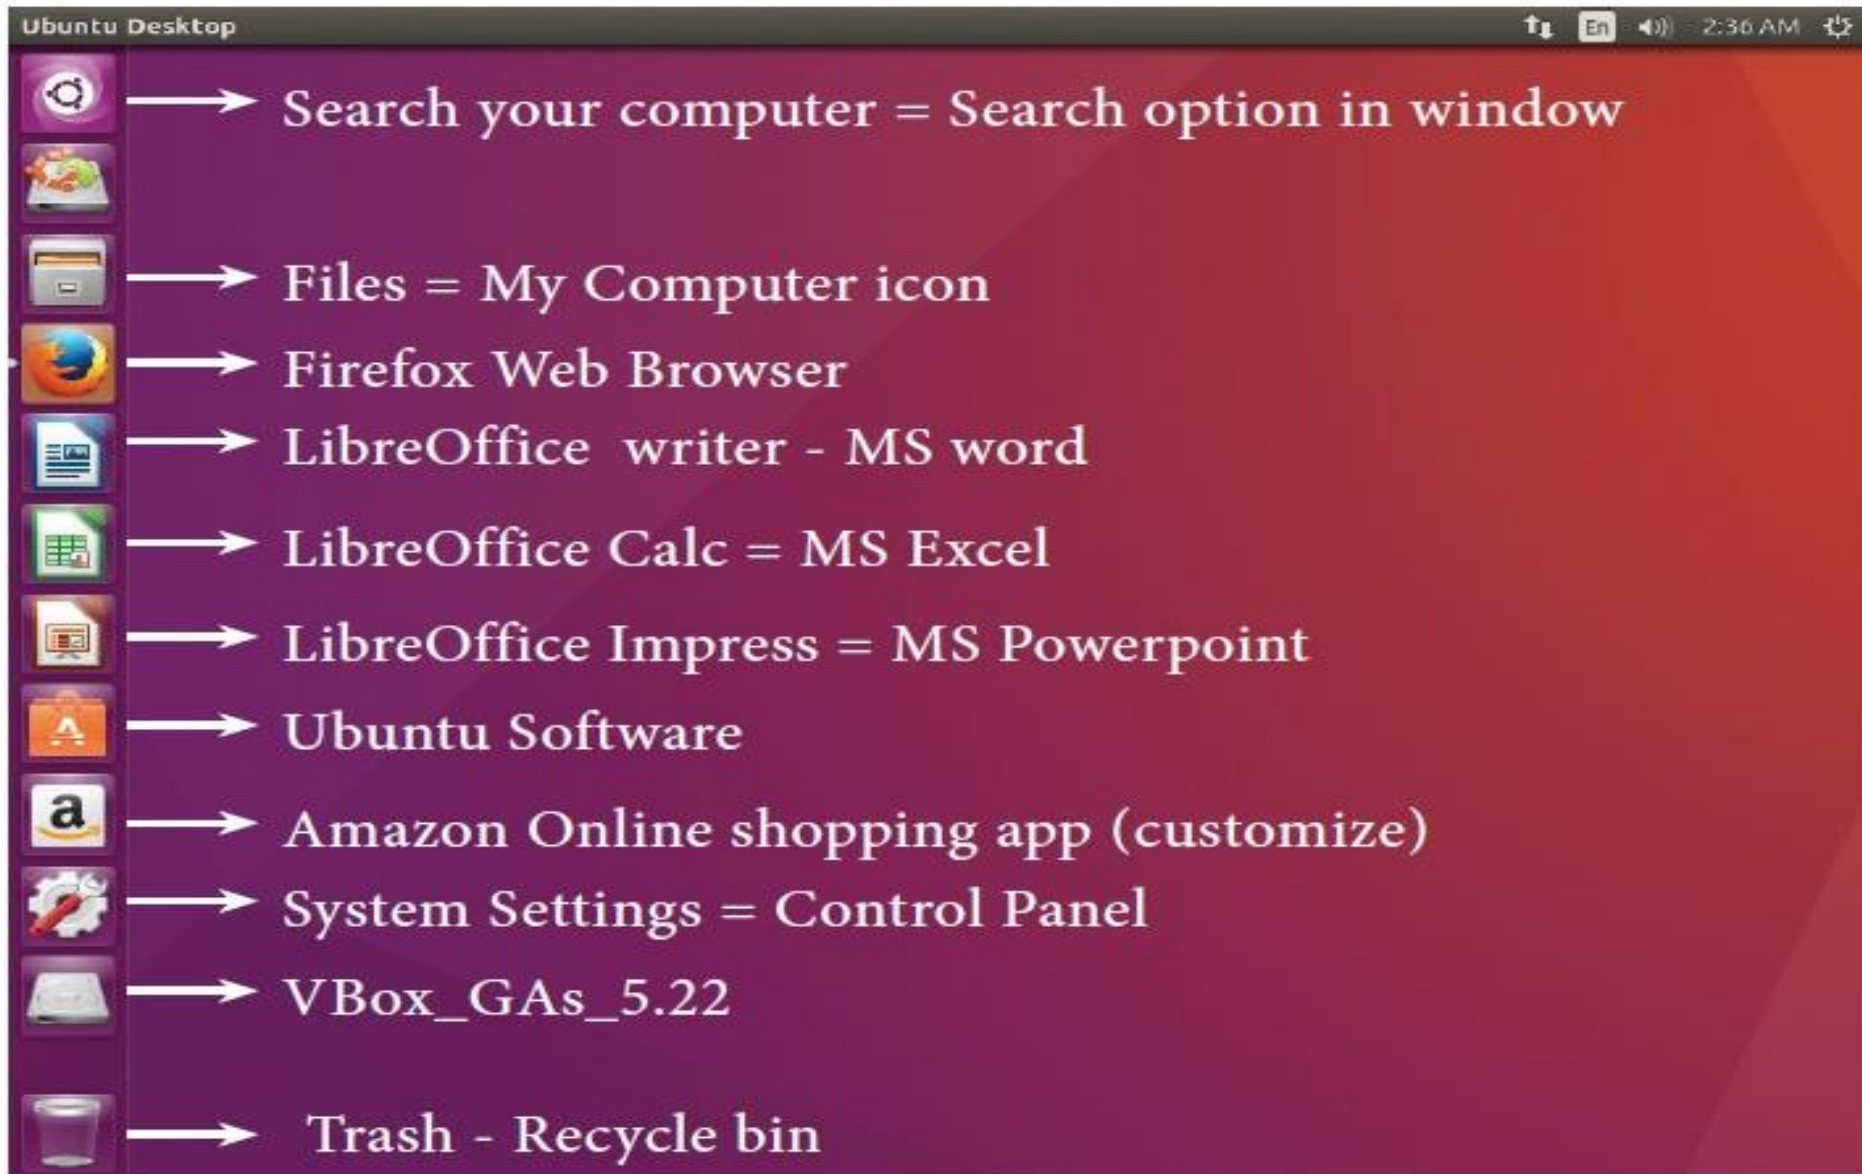 Ubuntu Desktop En 2:36 AM
Search your computer = Search option in window
Files = My Computer icon
Firefox Web Browser
LibreOffice writer - MS word
LibreOffice Calc = MS Excel
LibreOffice Impress = MS Powerpoint
Ubuntu Software
a Amazon Online shopping app (customize)
System Settings = Control Panel
VBox_GAs_5.22
Trash - Recycle bin